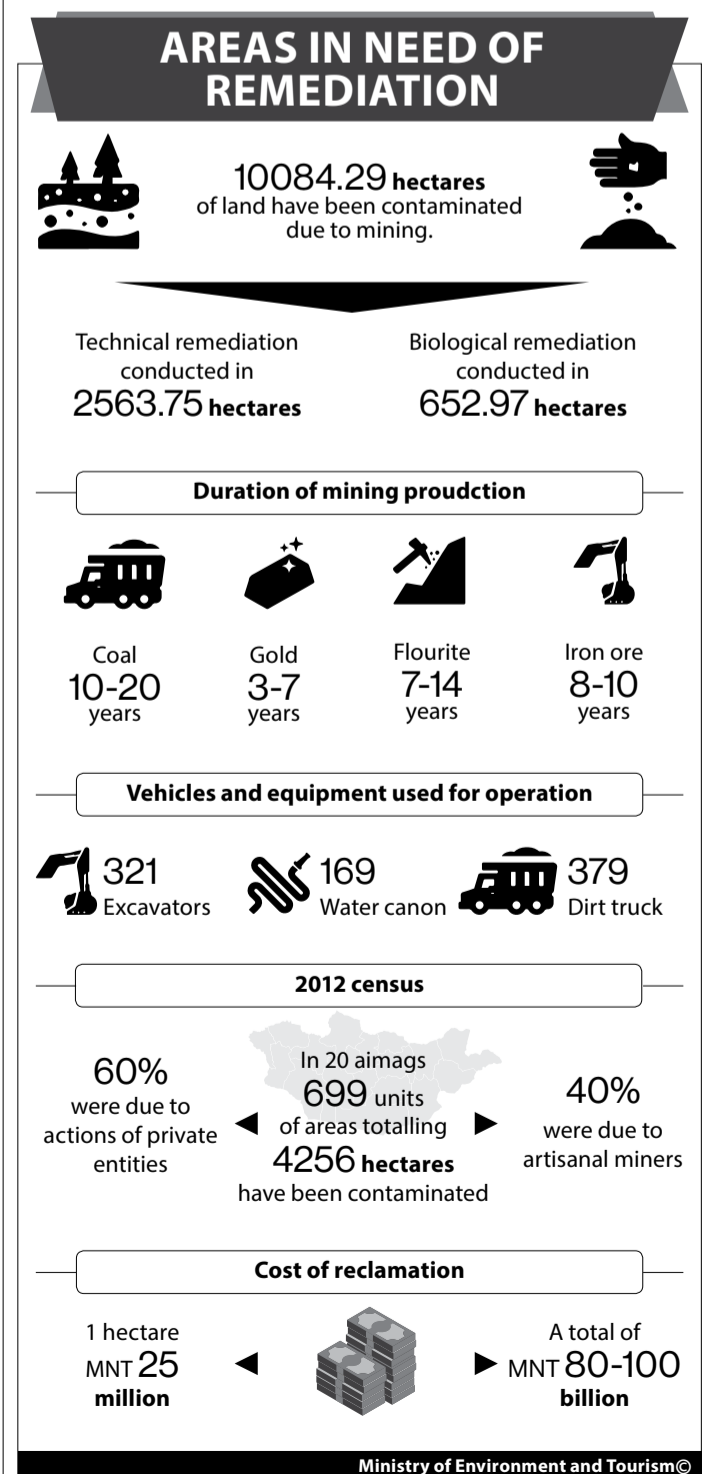 AREAS IN NEED OF
REMEDIATION
10084.29 hectares
of land have been contaminated
due to mining.
Technical remediation
conducted in
2563.75 hectares
Biological remediation
conducted in
652.97 hectares
Duration of mining proudction
Coal
10-20
years
Gold
3-7
years
Flourite
7-14
years
Iron ore
8-10
years
Vehicles and equipment used for operation
321
Excavators
169
Water canon
379
Dirt truck
2012 census
60%
were due to
actions of private
entities
In 20 aimags
699 units
of areas totalling
4256 hectares
have been contaminated
40%
were due to
artisanal miners
Cost of reclamation
1 hectare
MNT 25
million
A total of
MNT 80-100
billion
Ministry of Environment and Tourism©